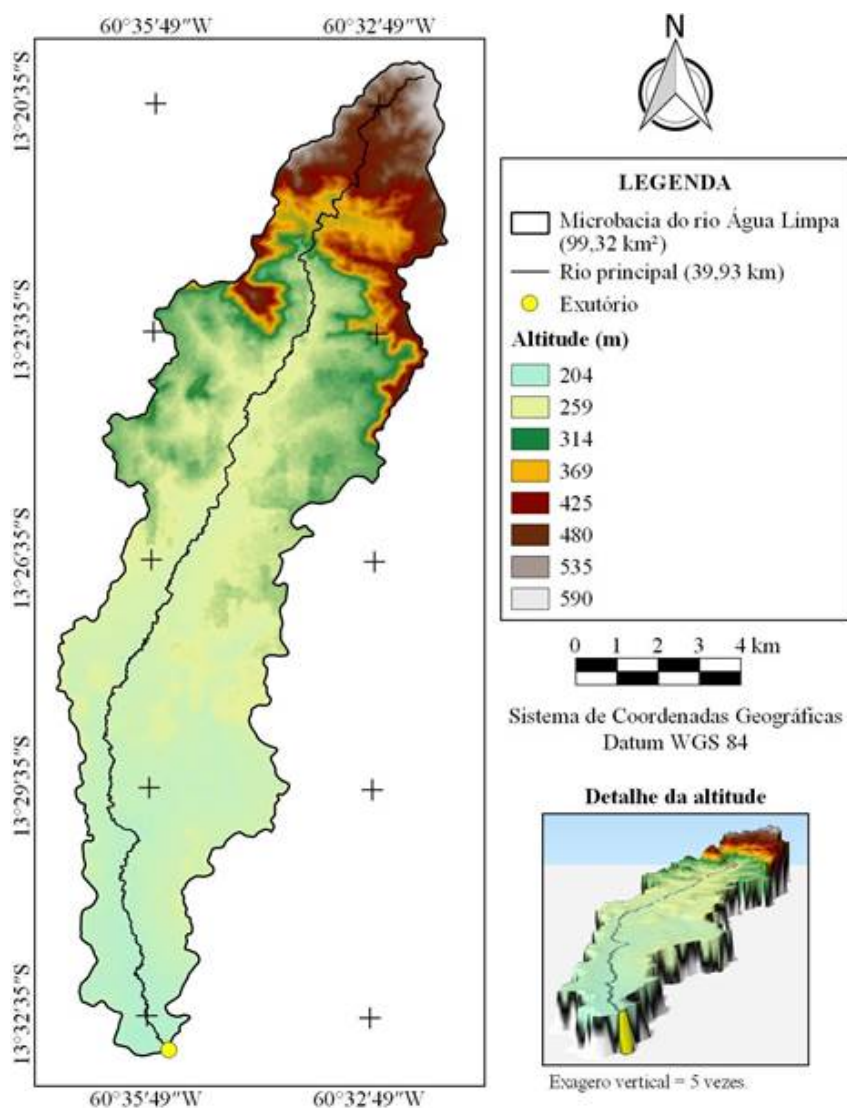 60°35'49"W 60°32'49"W
N
13°20'35"S
13°23'35"S
13°26'35"S
13°29'35"S
13°32'35"S
60°35'49"W 60°32'49"W
LEGENDA
Microbacia do rio Água Limpa
(99,32 km²)
Rio principal (39,93 km)
Exutório
Altitude (m)
204
259
314
369
425
480
535
590
0 1 2 3 4 km
Sistema de Coordenadas Geográficas
Datum WGS 84
Detalhe da altitude
Exagero vertical = 5 vezes.